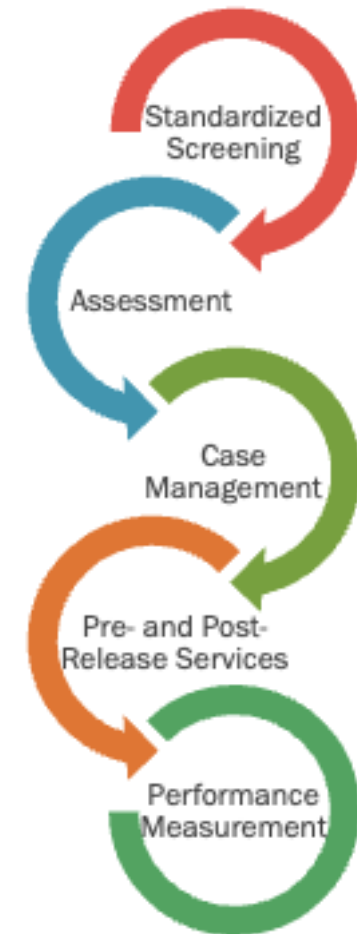 Standardized
Screening
Assessment
Case
Management
Pre- and Post-
Release Services
Performance
Measurement